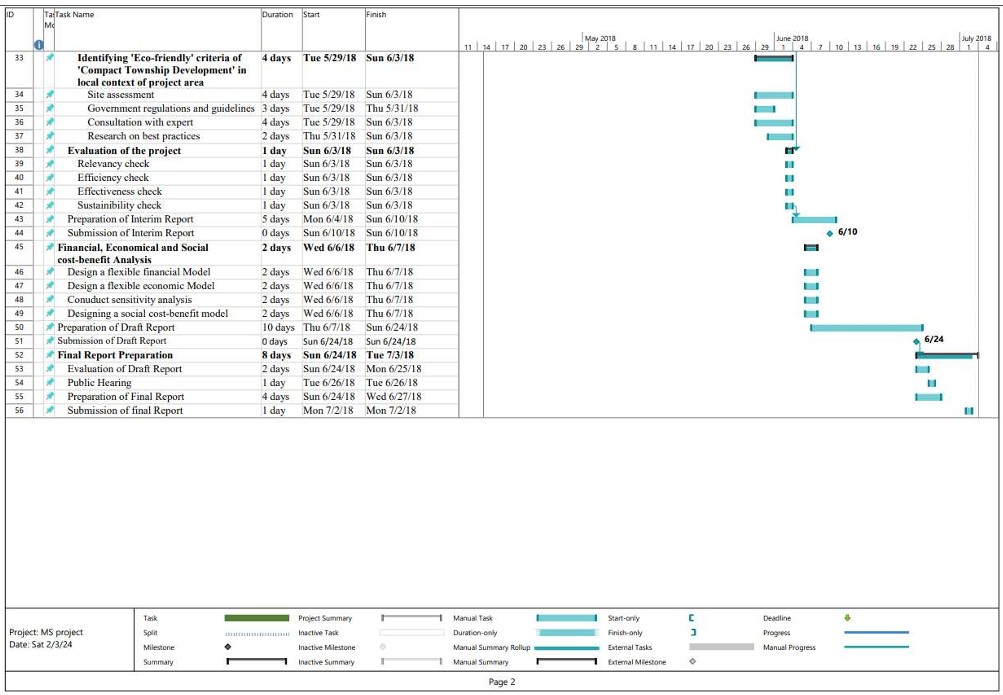 ID Tas Mo Task Name Duration Start Finish
May 2018 June 2018 July 2018
11 14 17 20 23 26 29 2 5 8 11 14 17 20 23 26 29 1 4 7 10 13 16 19 22 25 28 1 4
33 Identifying 'Eco-friendly' criteria of 4 days Tue 5/29/18 Sun 6/3/18
'Compact Township Development' in
local context of project area
34 Site assessment 4 days Tue 5/29/18 Sun 6/3/18
35 Government regulations and guidelines 3 days Tue 5/29/18 Thu 5/31/18
36 Consultation with expert 4 days Tue 5/29/18 Sun 6/3/18
37 Research on best practices 2 days Thu 5/31/18 Sun 6/3/18
38 Evaluation of the project 1 day Sun 6/3/18 Sun 6/3/18
39 Relevancy check 1 day Sun 6/3/18 Sun 6/3/18
40 Efficiency check 1 day Sun 6/3/18 Sun 6/3/18
41 Effectiveness check 1 day Sun 6/3/18 Sun 6/3/18
42 Sustainibility check 1 day Sun 6/3/18 Sun 6/3/18
43 Preparation of Interim Report 5 days Mon 6/4/18 Sun 6/10/18
44 Submission of Interim Report 0 days Sun 6/10/18 Sun 6/10/18 6/10
45 Financial, Economical and Social 2 days Wed 6/6/18 Thu 6/7/18
cost-benefit Analysis
46 Design a flexible financial Model 2 days Wed 6/6/18 Thu 6/7/18
47 Design a flexible economic Model 2 days Wed 6/6/18 Thu 6/7/18
48 Conuduct sensitivity analysis 2 days Wed 6/6/18 Thu 6/7/18
49 Designing a social cost-benefit model 2 days Wed 6/6/18 Thu 6/7/18
50 Preparation of Draft Report 10 days Thu 6/7/18 Sun 6/24/18
51 Submission of Draft Report 0 days Sun 6/24/18 Sun 6/24/18 6/24
52 Final Report Preparation 8 days Sun 6/24/18 Tue 7/3/18
53 Evaluation of Draft Report 2 days Sun 6/24/18 Mon 6/25/18
54 Public Hearing 1 day Tue 6/26/18 Tue 6/26/18
55 Preparation of Final Report 4 days Sun 6/24/18 Wed 6/27/18
56 Submission of final Report 1 day Mon 7/2/18 Mon 7/2/18
Project: MS project
Date: Sat 2/3/24
Task Project Summary Manual Task Start-only Deadline
Split Inactive Task Duration-only Finish-only Progress
Milestone Inactive Milestone Manual Summary Rollup External Tasks Manual Progress
Summary Inactive Summary Manual Summary External Milestone
Page 2